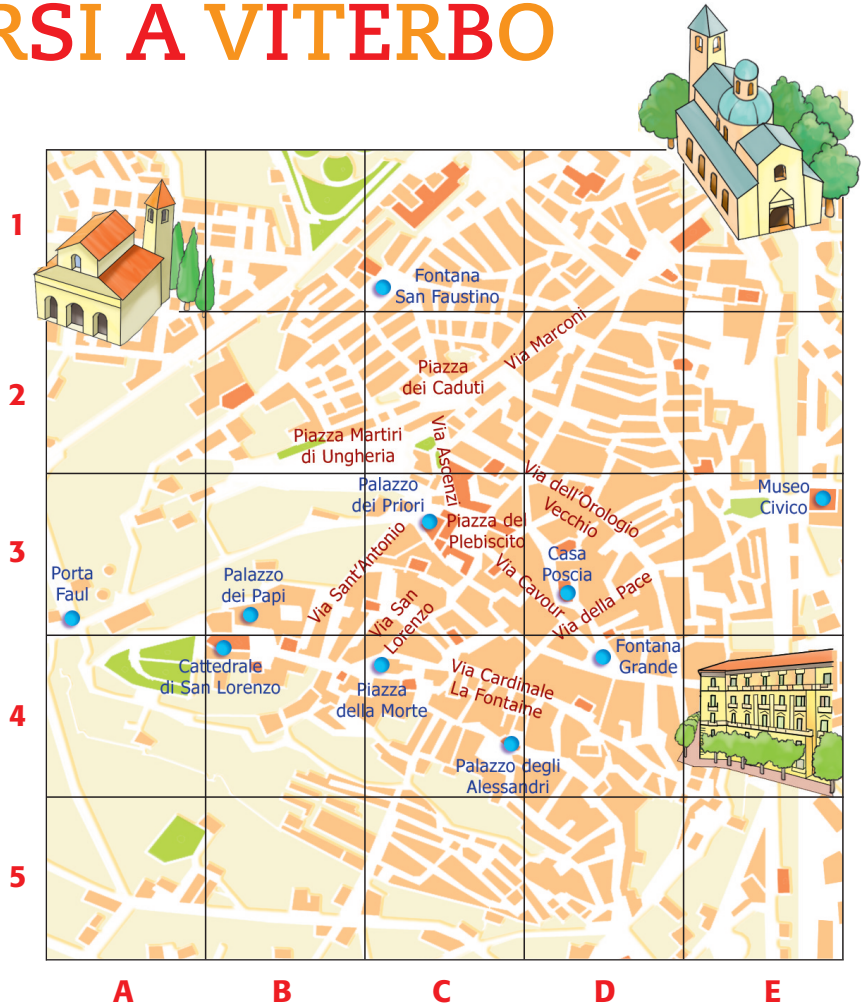 RSI A VITERBO
1
Fontana
San Faustino
Via Marconi
2
Piazza
dei Caduti
Piazza Martiri
di Ungheria
Via Ascenzi
Via dell'Orologio
Vecchio
Museo
Civico
Palazzo
dei Priori
Piazza del
Plebiscito
3
Casa
Poscia
Via Cavour
Via della Pace
Via Sant'Antonio
Via San
Lorenzo
Porta
Faul
Palazzo
dei Papi
Fontana
Grande
Cattedrale
di San Lorenzo
Piazza
della Morte
Via Cardinale
La Fontaine
4
Palazzo degli
Alessandri
5
A B C D E